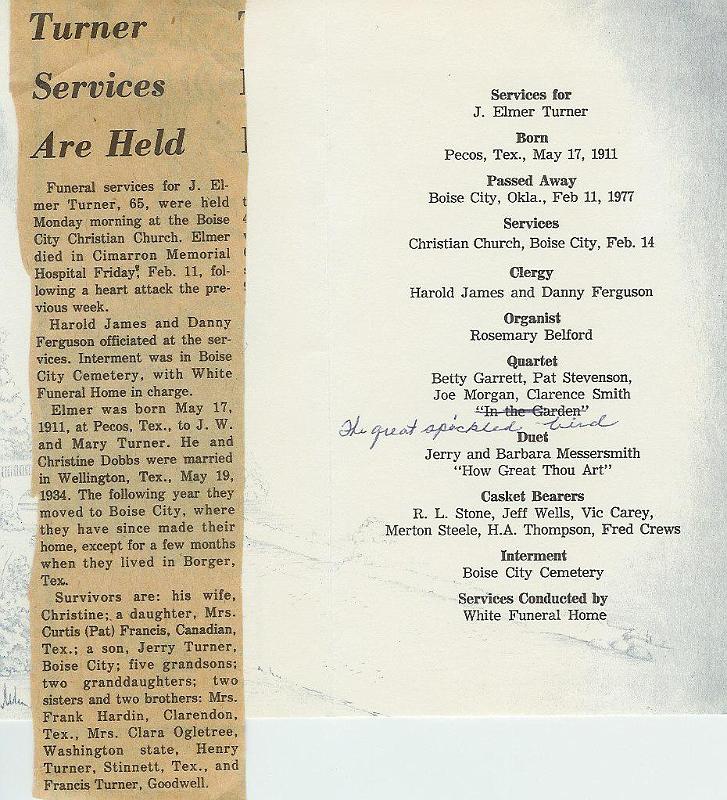 Turner
Services
Are Held
Funeral services for J. El-
mer Turner, 65, were held
Monday morning at the Boise
City Christian Church. Elmer
died in Cimarron Memorial
Hospital Friday, Feb. 11, fol-
lowing a heart attack the pre-
vious week.
Harold James and Danny
Ferguson officiated at the ser-
vices. Interment was in Boise
City Cemetery, with White
Funeral Home in charge.
Elmer was born May 17,
1911, at Pecos, Tex., to J. W.
and Mary Turner. He and
Christine Dobbs were married
in Wellington, Tex., May 19,
1934. The following year they
moved to Boise City, where
they have since made their
home, except for a few months
when they lived in Borger,
Tex.
Survivors are: his wife,
Christine; a daughter, Mrs.
Curtis (Pat) Francis, Canadian,
Tex.; a son, Jerry Turner,
Boise City; five grandsons;
two granddaughters; two
sisters and two brothers: Mrs.
Frank Hardin, Clarendon,
Tex., Mrs. Clara Ogletree,
Washington state, Henry
Turner, Stinnett, Tex., and
Francis Turner, Goodwell.
Services for
J. Elmer Turner
Born
Pecos, Tex., May 17, 1911
Passed Away
Boise City, Okla., Feb 11, 1977
Services
Christian Church, Boise City, Feb. 14
Clergy
Harold James and Danny Ferguson
Organist
Rosemary Belford
Quartet
Betty Garrett, Pat Stevenson,
Joe Morgan, Clarence Smith
"In the Garden"
The great speckled bird
Duet
Jerry and Barbara Messersmith
"How Great Thou Art"
Casket Bearers
R. L. Stone, Jeff Wells, Vic Carey,
Merton Steele, H.A. Thompson, Fred Crews
Interment
Boise City Cemetery
Services Conducted by
White Funeral Home